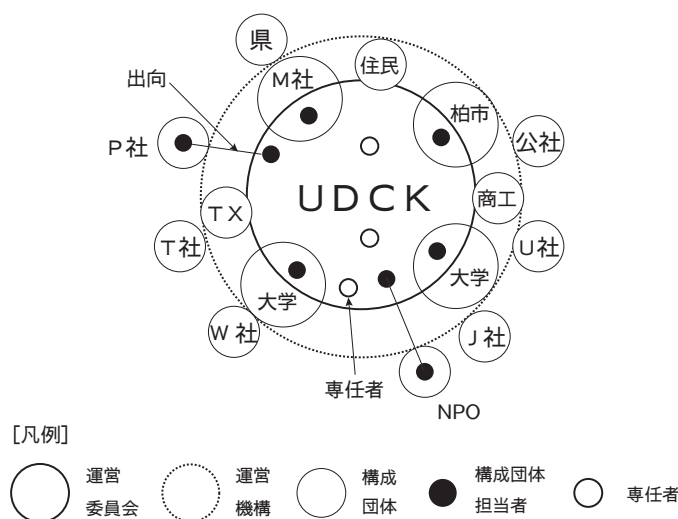 県
住民
M社
出向
柏市
P社
公社
UDCK
商工
TX
T社
U社
大学
大学
W社
J社
専任者
NPO
[凡例]
運営
委員会
運営
機構
構成
団体
構成団体
担当者
専任者